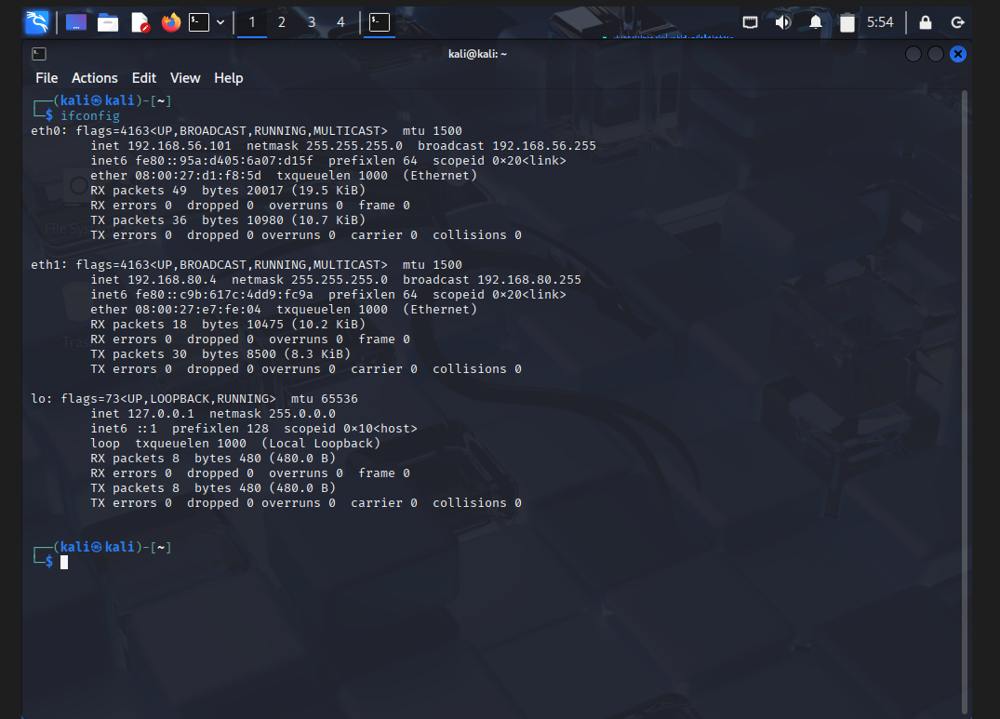 1 2 3 4 5:54
kali@kali: ~
File Actions Edit View Help
┌──(kali㉿kali)-[~]
└─$ ifconfig
eth0: flags=4163<UP,BROADCAST,RUNNING,MULTICAST>  mtu 1500
        inet 192.168.56.101  netmask 255.255.255.0  broadcast 192.168.56.255
        inet6 fe80::95a:d405:6a07:d15f  prefixlen 64  scopeid 0×20<link>
        ether 08:00:27:d1:f8:5d  txqueuelen 1000  (Ethernet)
        RX packets 49  bytes 20017 (19.5 KiB)
        RX errors 0  dropped 0  overruns 0  frame 0
        TX packets 36  bytes 10980 (10.7 KiB)
        TX errors 0  dropped 0 overruns 0  carrier 0  collisions 0

eth1: flags=4163<UP,BROADCAST,RUNNING,MULTICAST>  mtu 1500
        inet 192.168.80.4  netmask 255.255.255.0  broadcast 192.168.80.255
        inet6 fe80::c9b:617c:4dd9:fc9a  prefixlen 64  scopeid 0×20<link>
        ether 08:00:27:e7:fe:04  txqueuelen 1000  (Ethernet)
        RX packets 18  bytes 10475 (10.2 KiB)
        RX errors 0  dropped 0  overruns 0  frame 0
        TX packets 30  bytes 8500 (8.3 KiB)
        TX errors 0  dropped 0 overruns 0  carrier 0  collisions 0

lo: flags=73<UP,LOOPBACK,RUNNING>  mtu 65536
        inet 127.0.0.1  netmask 255.0.0.0
        inet6 ::1  prefixlen 128  scopeid 0×10<host>
        loop  txqueuelen 1000  (Local Loopback)
        RX packets 8  bytes 480 (480.0 B)
        RX errors 0  dropped 0  overruns 0  frame 0
        TX packets 8  bytes 480 (480.0 B)
        TX errors 0  dropped 0 overruns 0  carrier 0  collisions 0

┌──(kali㉿kali)-[~]
└─$